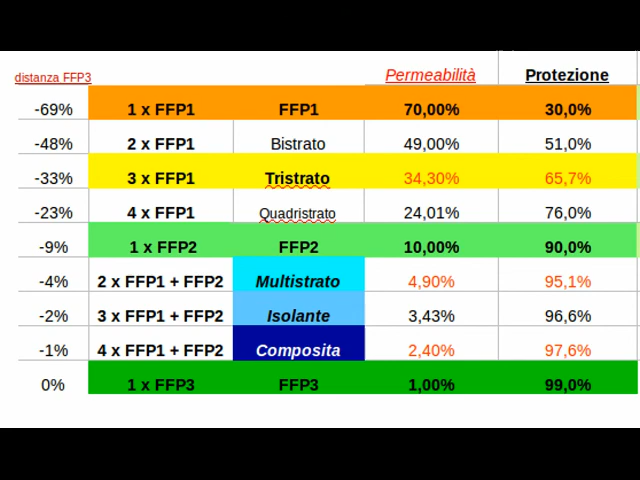 distanza FFP3 Permeabilità Protezione
-69% 1 x FFP1 FFP1 70,00% 30,0%
-48% 2 x FFP1 Bistrato 49,00% 51,0%
-33% 3 x FFP1 Tristrato 34,30% 65,7%
-23% 4 x FFP1 Quadristrato 24,01% 76,0%
-9% 1 x FFP2 FFP2 10,00% 90,0%
-4% 2 x FFP1 + FFP2 Multistrato 4,90% 95,1%
-2% 3 x FFP1 + FFP2 Isolante 3,43% 96,6%
-1% 4 x FFP1 + FFP2 Composita 2,40% 97,6%
0% 1 x FFP3 FFP3 1,00% 99,0%